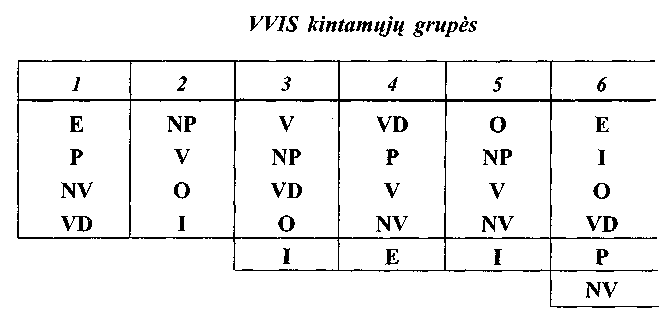 VVIS kintamųjų grupės
1 2 3 4 5 6
E NP V VD O E
P V NP P NP I
NV O VD V V O
VD I O NV NV VD
I E I P
NV